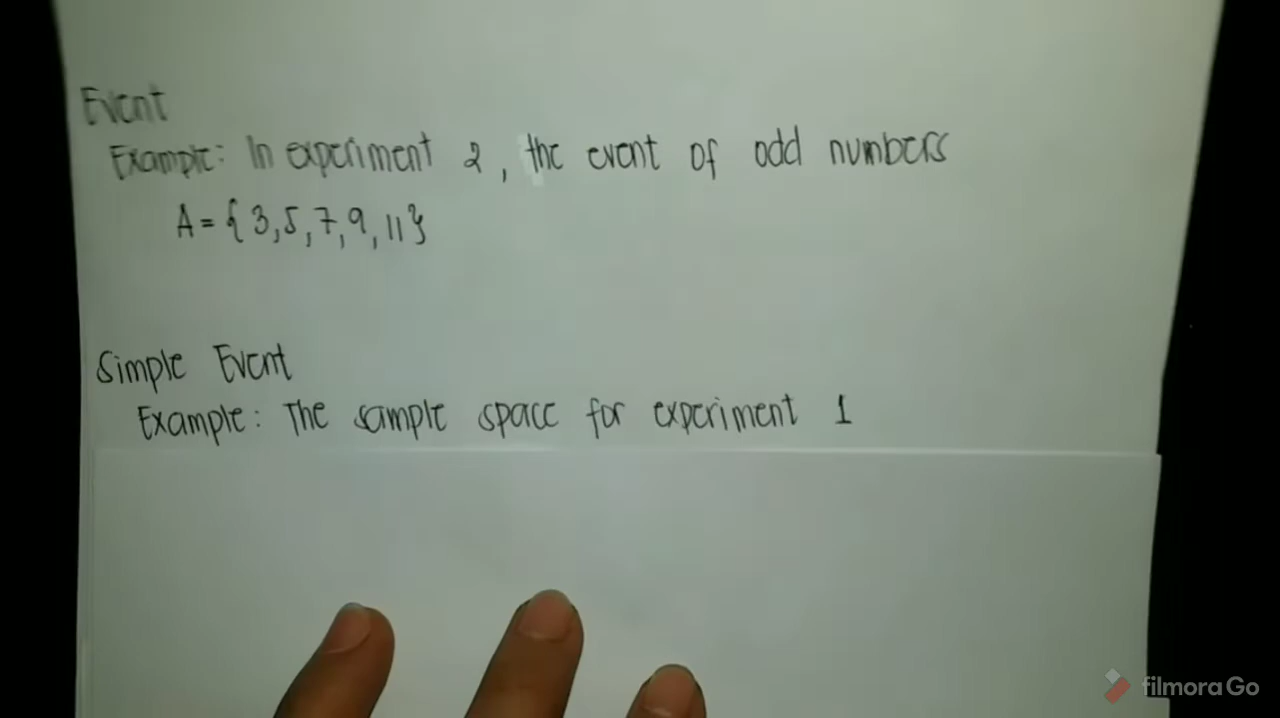 Event
Example: In experiment 2, the event of odd numbers
A = {3,5,7,9,11}
Simple Event
Example: The sample space for experiment 1
filmoraGo